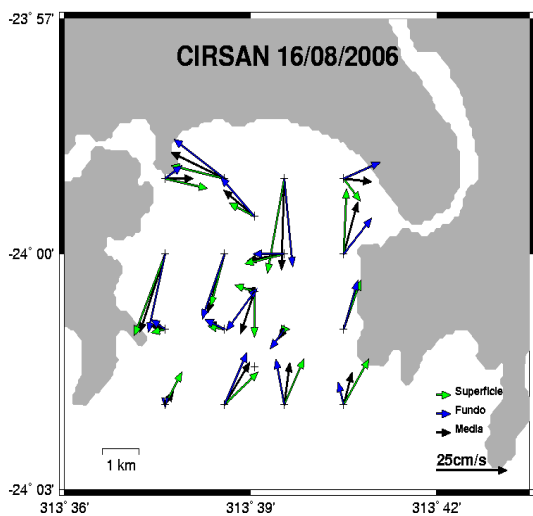 -23° 57'
CIRSAN 16/08/2006
-24° 00'
Superficie
Fundo
Media
1 km
25cm/s
-24° 03'
313° 36' 313° 39' 313° 42'